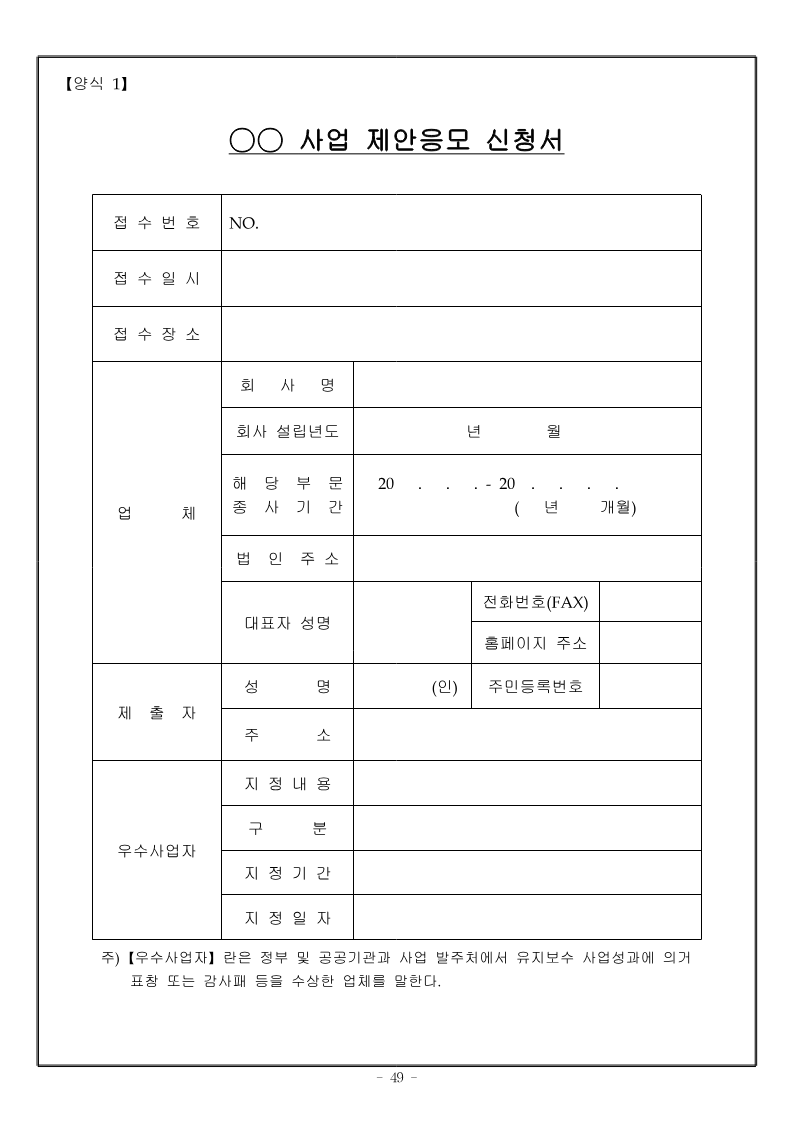 【양식 1】
○○ 사업 제안응모 신청서
접 수 번 호 NO.
접 수 일 시
접 수 장 소
업 체
회 사 명
회사 설립년도 년 월
해 당 부 문
종 사 기 간
20 . . . - 20 . . . .
( 년 개월)
법 인 주 소
대표자 성명
전화번호(FAX)
홈페이지 주소
제 출 자
성 명 (인) 주민등록번호
주 소
우수사업자
지 정 내 용
구 분
지 정 기 간
지 정 일 자
주)【우수사업자】란은 정부 및 공공기관과 사업 발주처에서 유지보수 사업성과에 의거
표창 또는 감사패 등을 수상한 업체를 말한다.
- 49 -